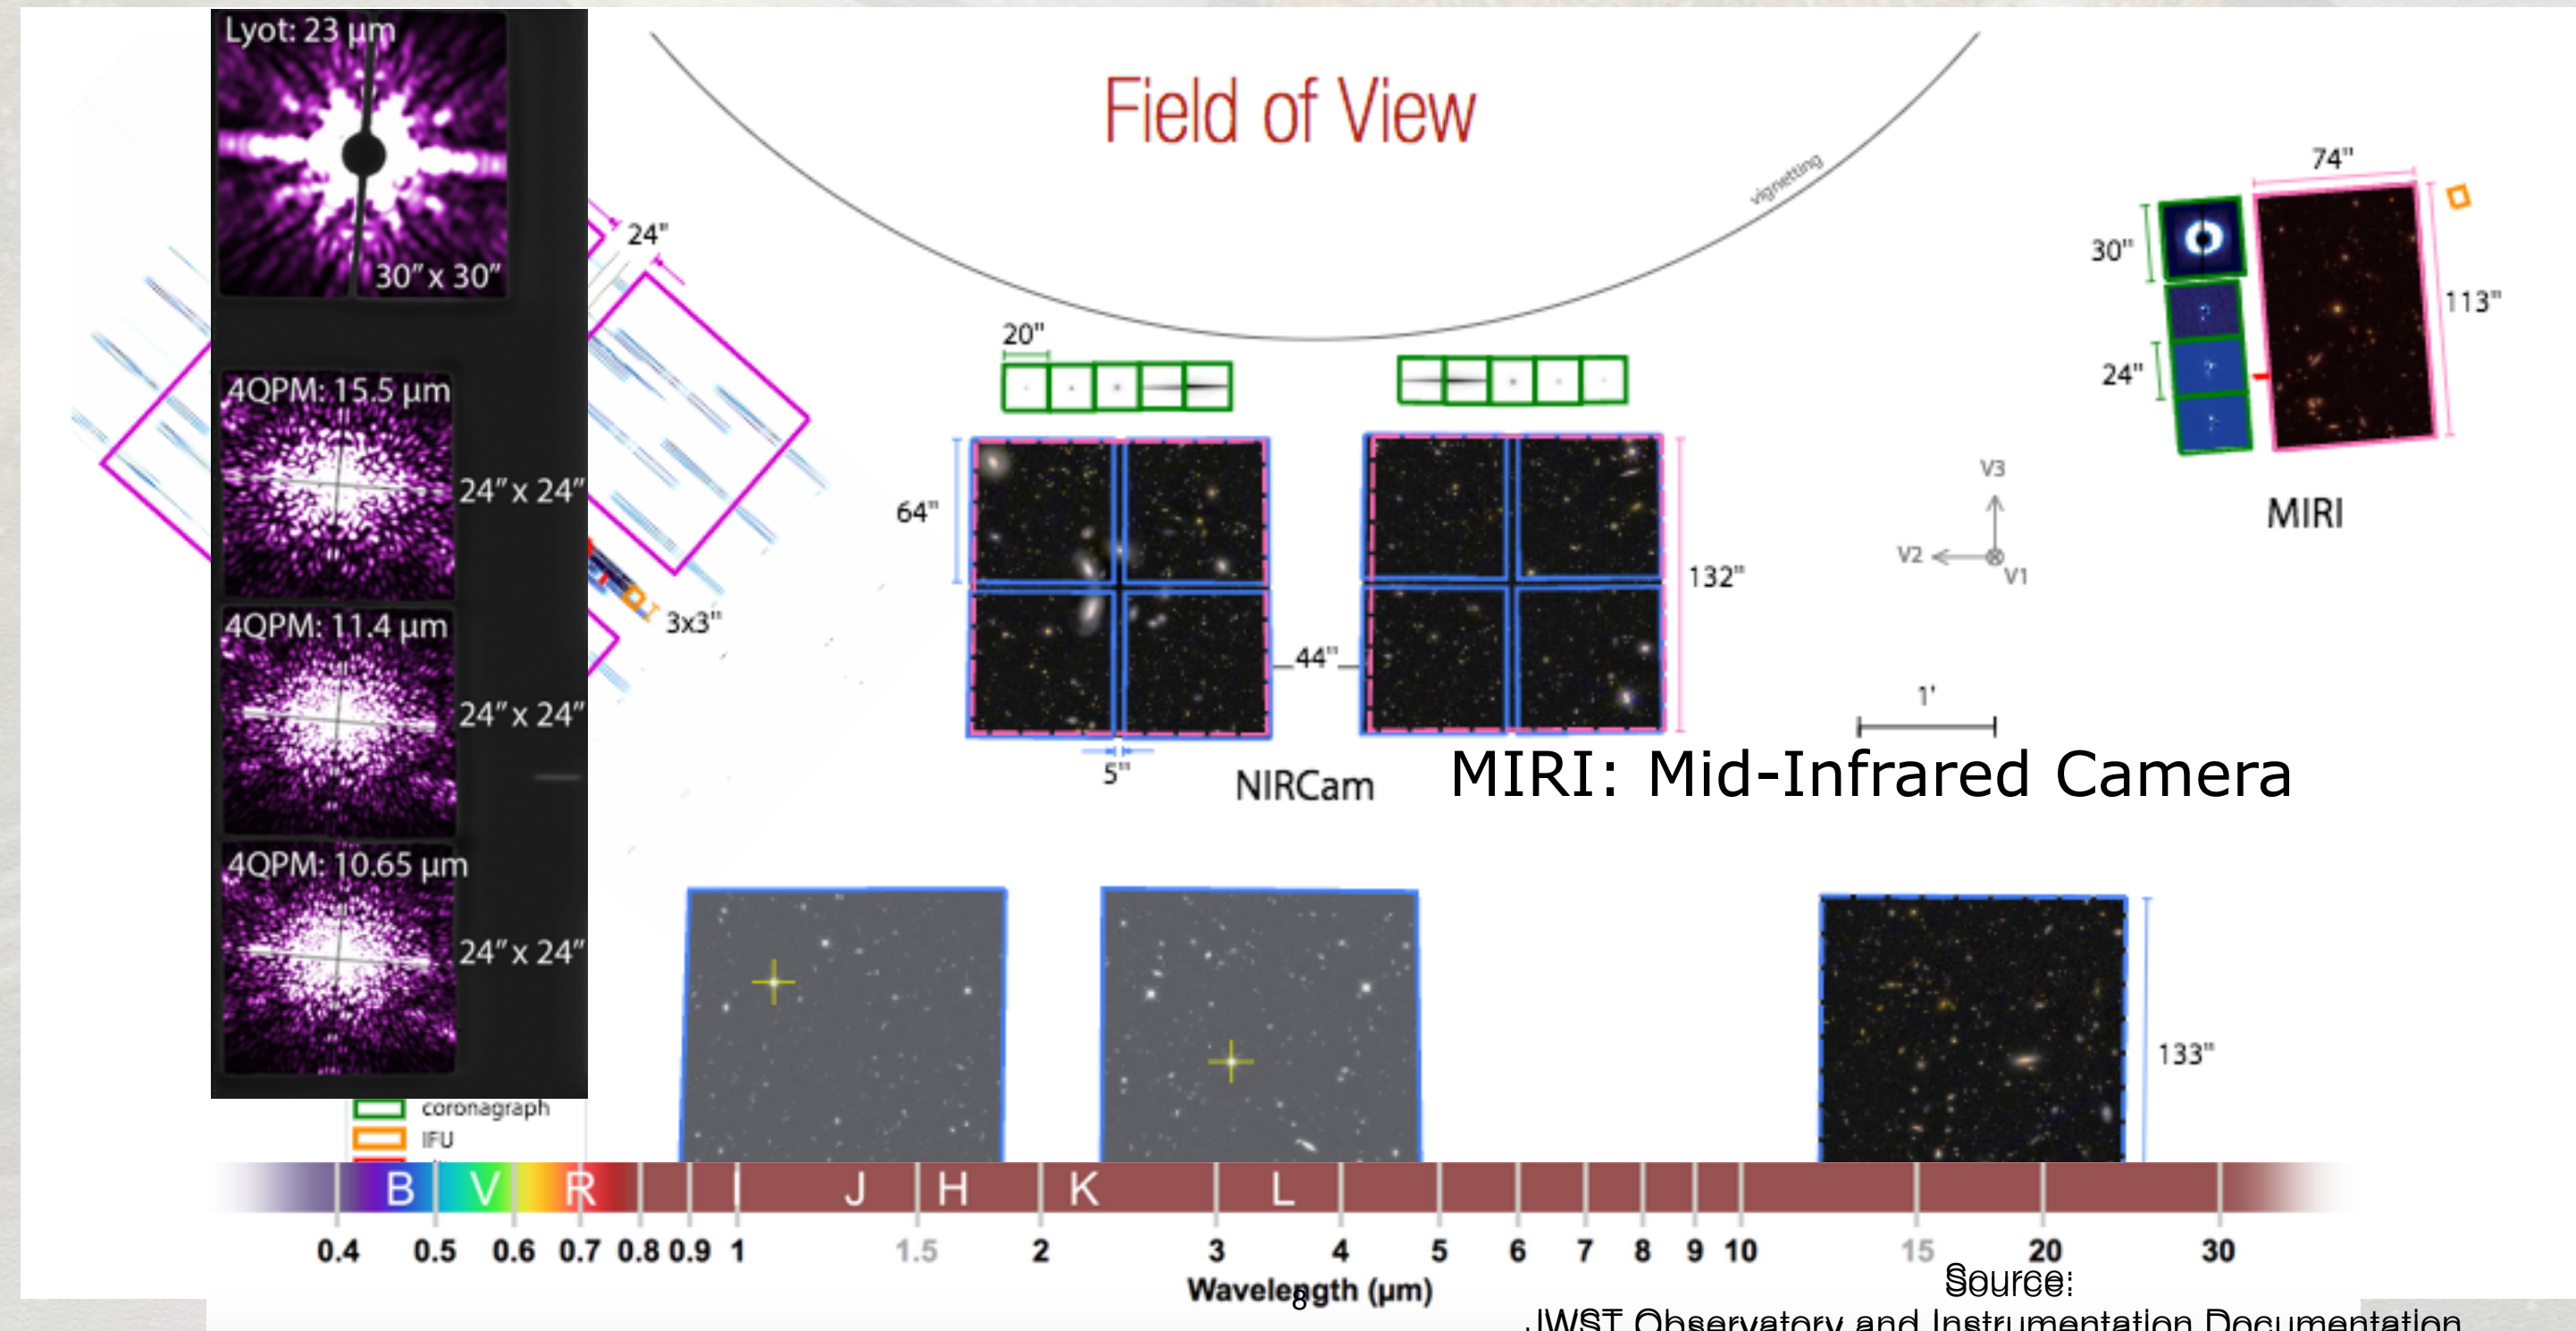 Lyot: 23 µm
30” x 30”
4QPM: 15.5 µm
24” x 24”
4QPM: 11.4 µm
24” x 24”
4QPM: 10.65 µm
24” x 24”
coronagraph
IFU
Field of View
vignetting
24"
3x3"
20"
64"
44"
132"
5"
NIRCam
MIRI: Mid-Infrared Camera
74"
30"
113"
24"
MIRI
V3
V2
V1
1'
133"
B V R I J H K L
0.4 0.5 0.6 0.7 0.8 0.9 1 1.5 2 3 4 5 6 7 8 9 10 15 20 30
Wavelength (µm)
8
Source:
JWST Observatory and Instrumentation Documentation